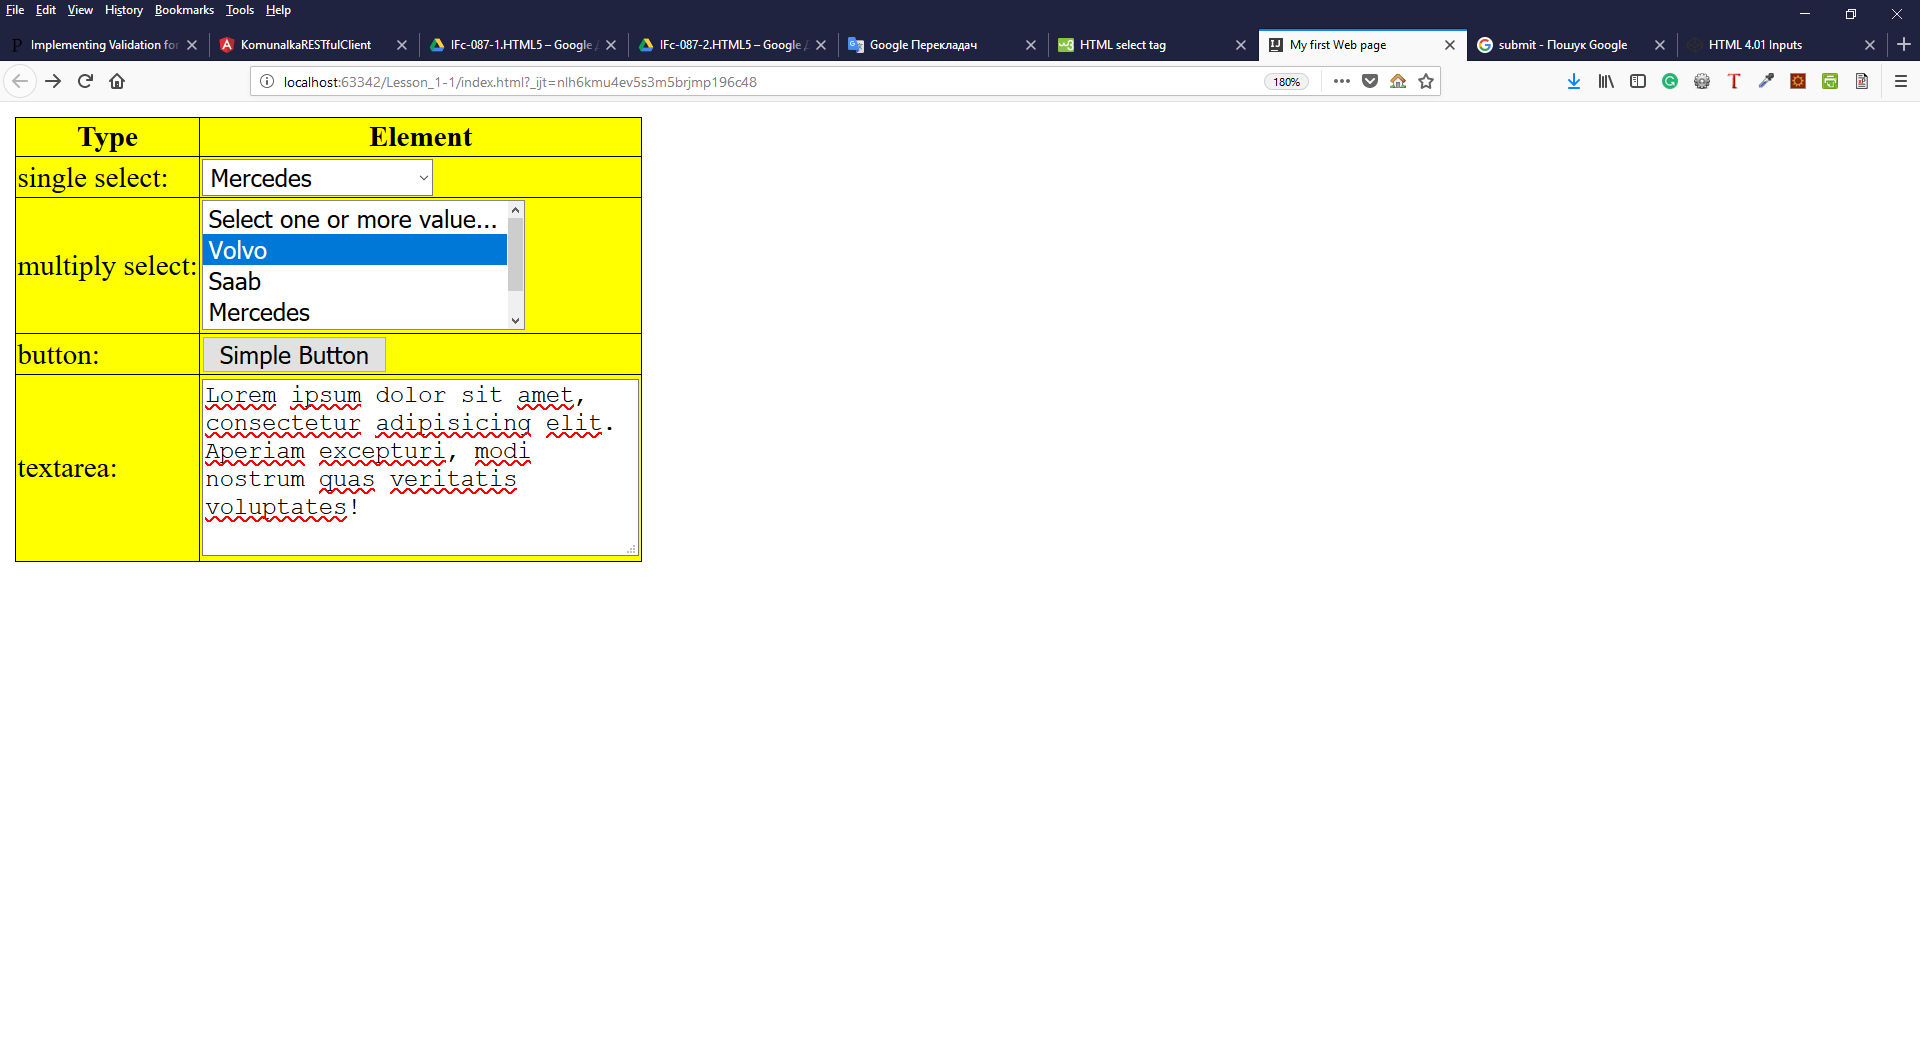 File Edit View History Bookmarks Tools Help
Implementing Validation for
KomunalkaRESTfulClient
IFc-087-1.HTML5 – Google
IFc-087-2.HTML5 – Google
Google Перекладач
HTML select tag
My first Web page
submit - Пошук Google
HTML 4.01 Inputs
localhost:63342/Lesson_1-1/index.html?_ijt=nlh6kmu4ev5s3m5brjmp196c48
180%
Type Element
single select: Mercedes
multiply select:
Select one or more value...
Volvo
Saab
Mercedes
button: Simple Button
textarea:
Lorem ipsum dolor sit amet,
consectetur adipisicing elit.
Aperiam excepturi, modi
nostrum quas veritatis
voluptates!